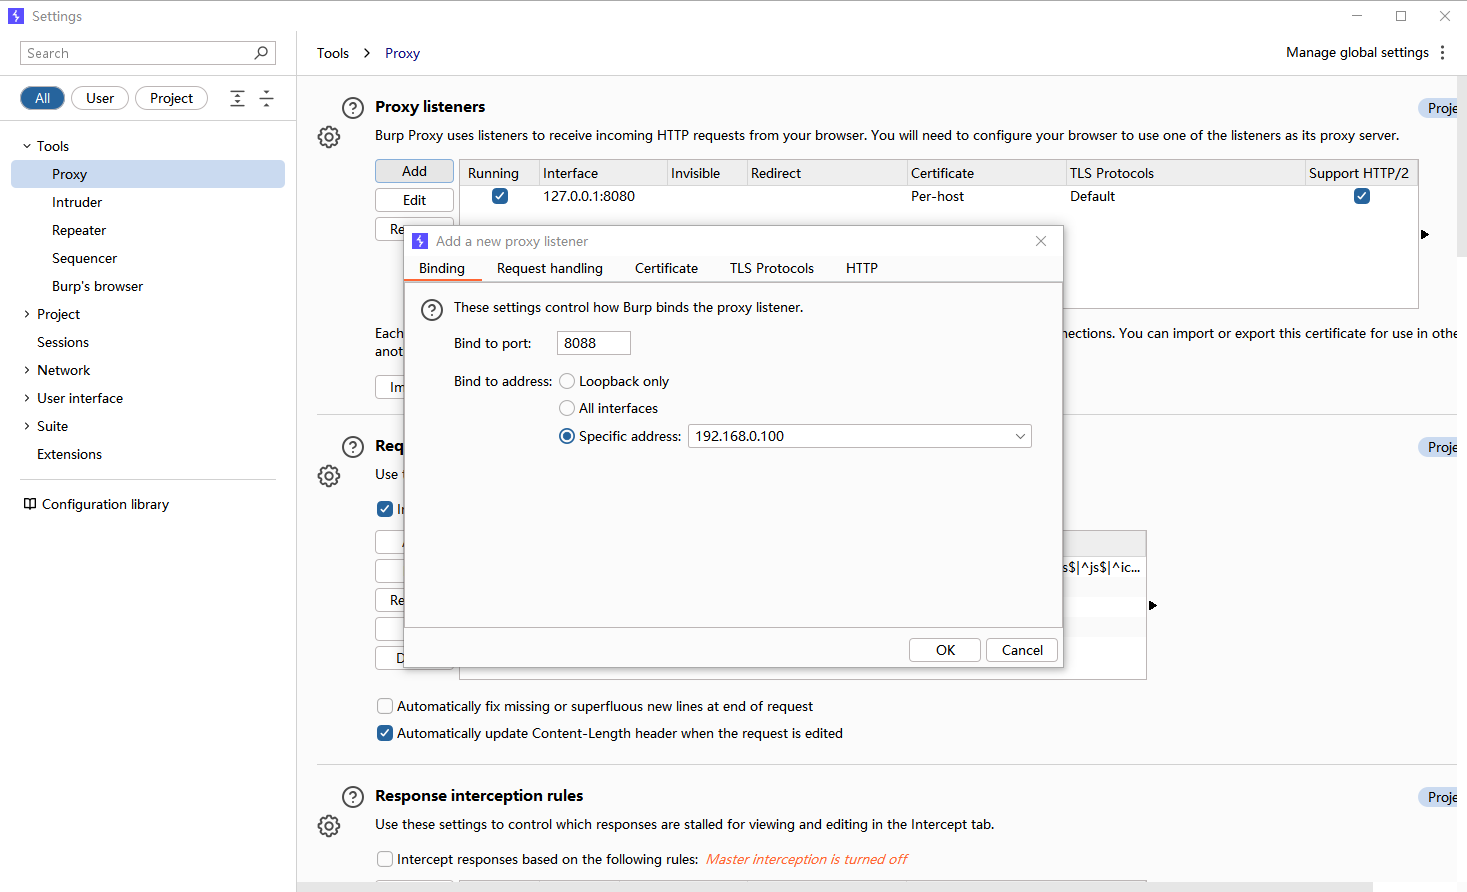 Settings
Search
Tools > Proxy
Manage global settings
All
User
Project
Tools
Proxy
Intruder
Repeater
Sequencer
Burp's browser
Project
Sessions
Network
User interface
Suite
Extensions
Configuration library
Proxy listeners
Proje
Burp Proxy uses listeners to receive incoming HTTP requests from your browser. You will need to configure your browser to use one of the listeners as its proxy server.
Add
Edit
Re
Running Interface Invisible Redirect Certificate TLS Protocols Support HTTP/2
127.0.0.1:8080 Per-host Default
Add a new proxy listener
Binding Request handling Certificate TLS Protocols HTTP
These settings control how Burp binds the proxy listener.
Bind to port: 8088
Bind to address: Loopback only
All interfaces
Specific address: 192.168.0.100
OK
Cancel
Each
nections. You can import or export this certificate for use in othe
anot
Im
Req
Proje
Use
s$|^js$|^ic...
Re
D
Automatically fix missing or superfluous new lines at end of request
Automatically update Content-Length header when the request is edited
Response interception rules
Proje
Use these settings to control which responses are stalled for viewing and editing in the Intercept tab.
Intercept responses based on the following rules: Master interception is turned off